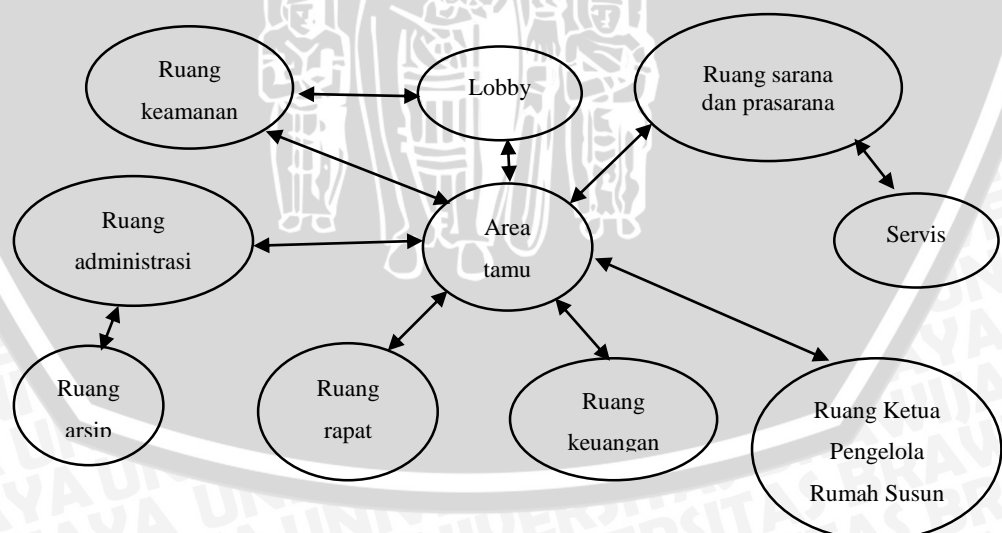 Ruang
keamanan
Lobby
Ruang sarana
dan prasarana
Ruang
administrasi
Area
tamu
Servis
Ruang
arsip
Ruang
rapat
Ruang
keuangan
Ruang Ketua
Pengelola
Rumah Susun